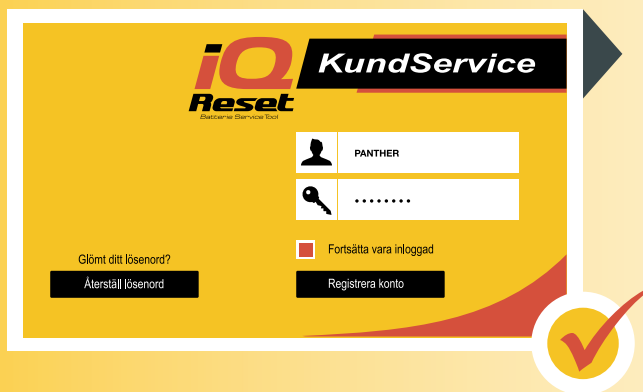 iQ
KundService
Reset
Batterie ServiceTool
PANTHER
••••••••
Fortsätta vara inloggad
Glömt ditt lösenord?
Återställ lösenord
Registrera konto